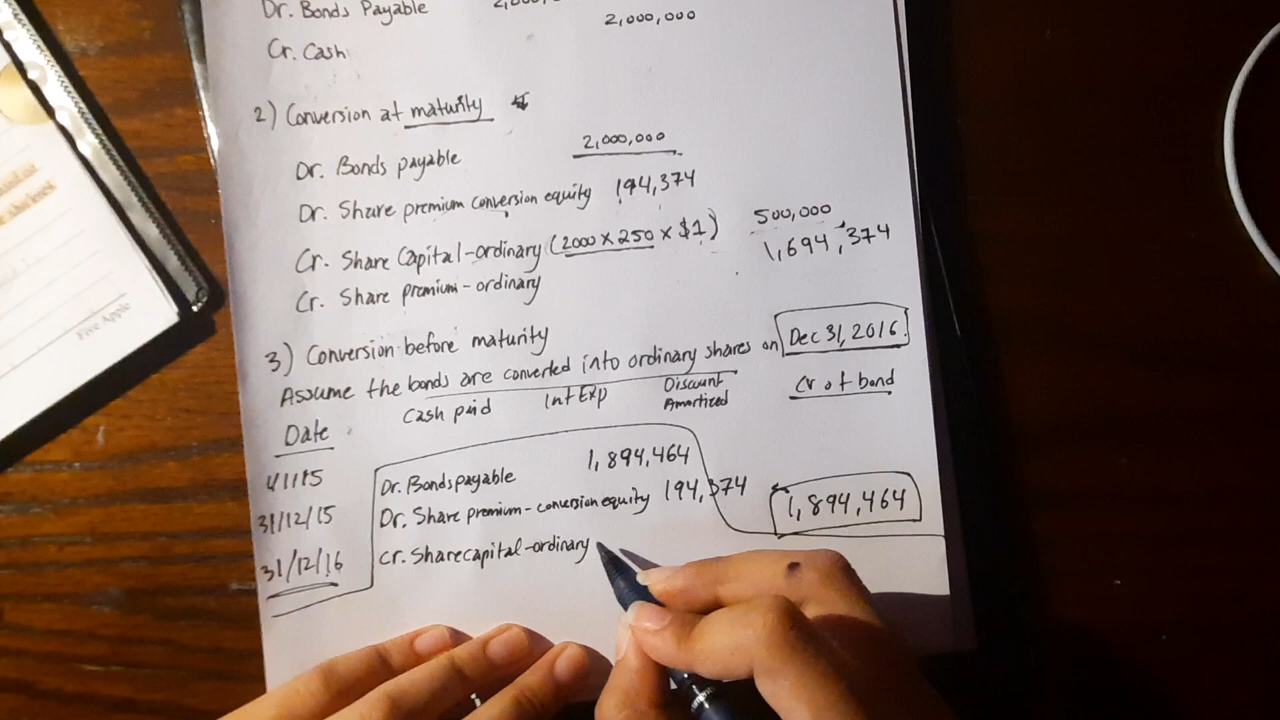 Dr. Bonds Payable
2,000,000
Cr. Cash
2) Conversion at maturity
Dr. Bonds payable 2,000,000
Dr. Share premium conversion equity 194,374
Cr. Share Capital-ordinary (2000 x 250 x $1) 500,000
Cr. Share premium - ordinary 1,694,374
3) Conversion before maturity
Assume the bonds are converted into ordinary shares on Dec 31, 2016.
Date Cash paid Int Exp Discount Amortized CV of bond
31/12/15
31/12/16
Dr. Bonds payable 1,894,464
Dr. Share premium - conversion equity 194,374
1,894,464
Cr. Share capital - ordinary
Five Apple